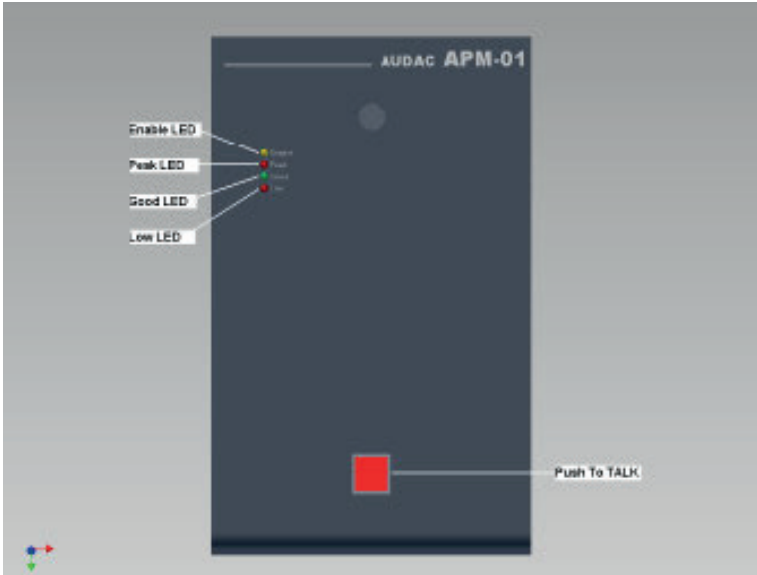 AUDAC APM-01
Enable LED
Peak LED
Good LED
Low LED
Push To TALK